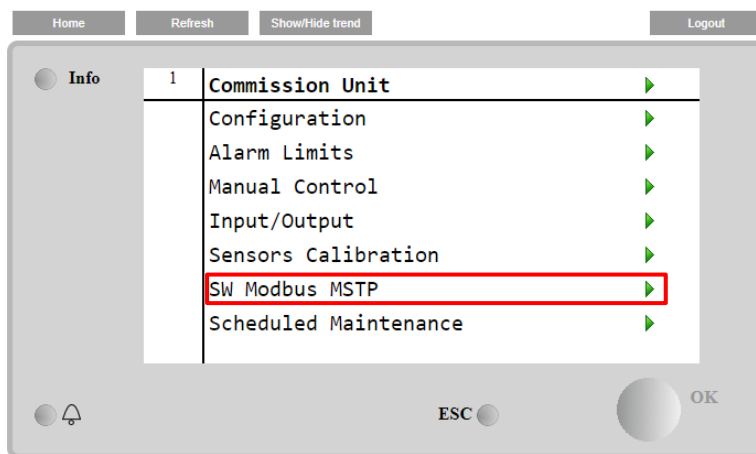 Home Refresh Show/Hide trend Logout
Info
1 Commission Unit
Configuration
Alarm Limits
Manual Control
Input/Output
Sensors Calibration
SW Modbus MSTP
Scheduled Maintenance
ESC OK